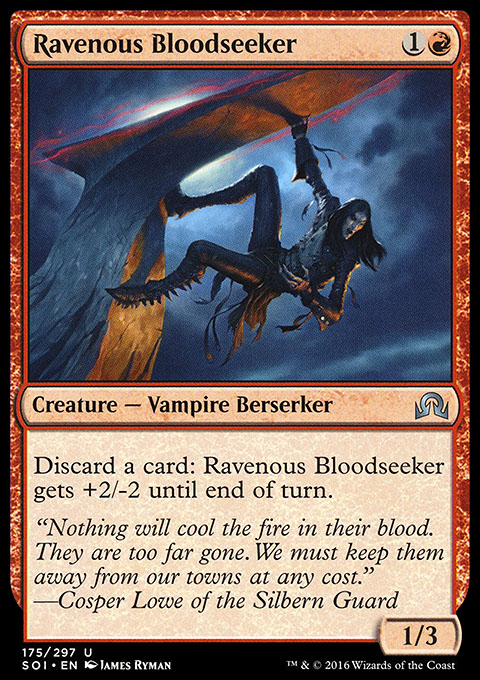 Ravenous Bloodseeker 1
Creature — Vampire Berserker
Discard a card: Ravenous Bloodseeker
gets +2/-2 until end of turn.
“Nothing will cool the fire in their blood.
They are too far gone. We must keep them
away from our towns at any cost.”
—Cosper Lowe of the Silbern Guard
1/3
175/297 U
SOI • EN James Ryman
™ & © 2016 Wizards of the Coast